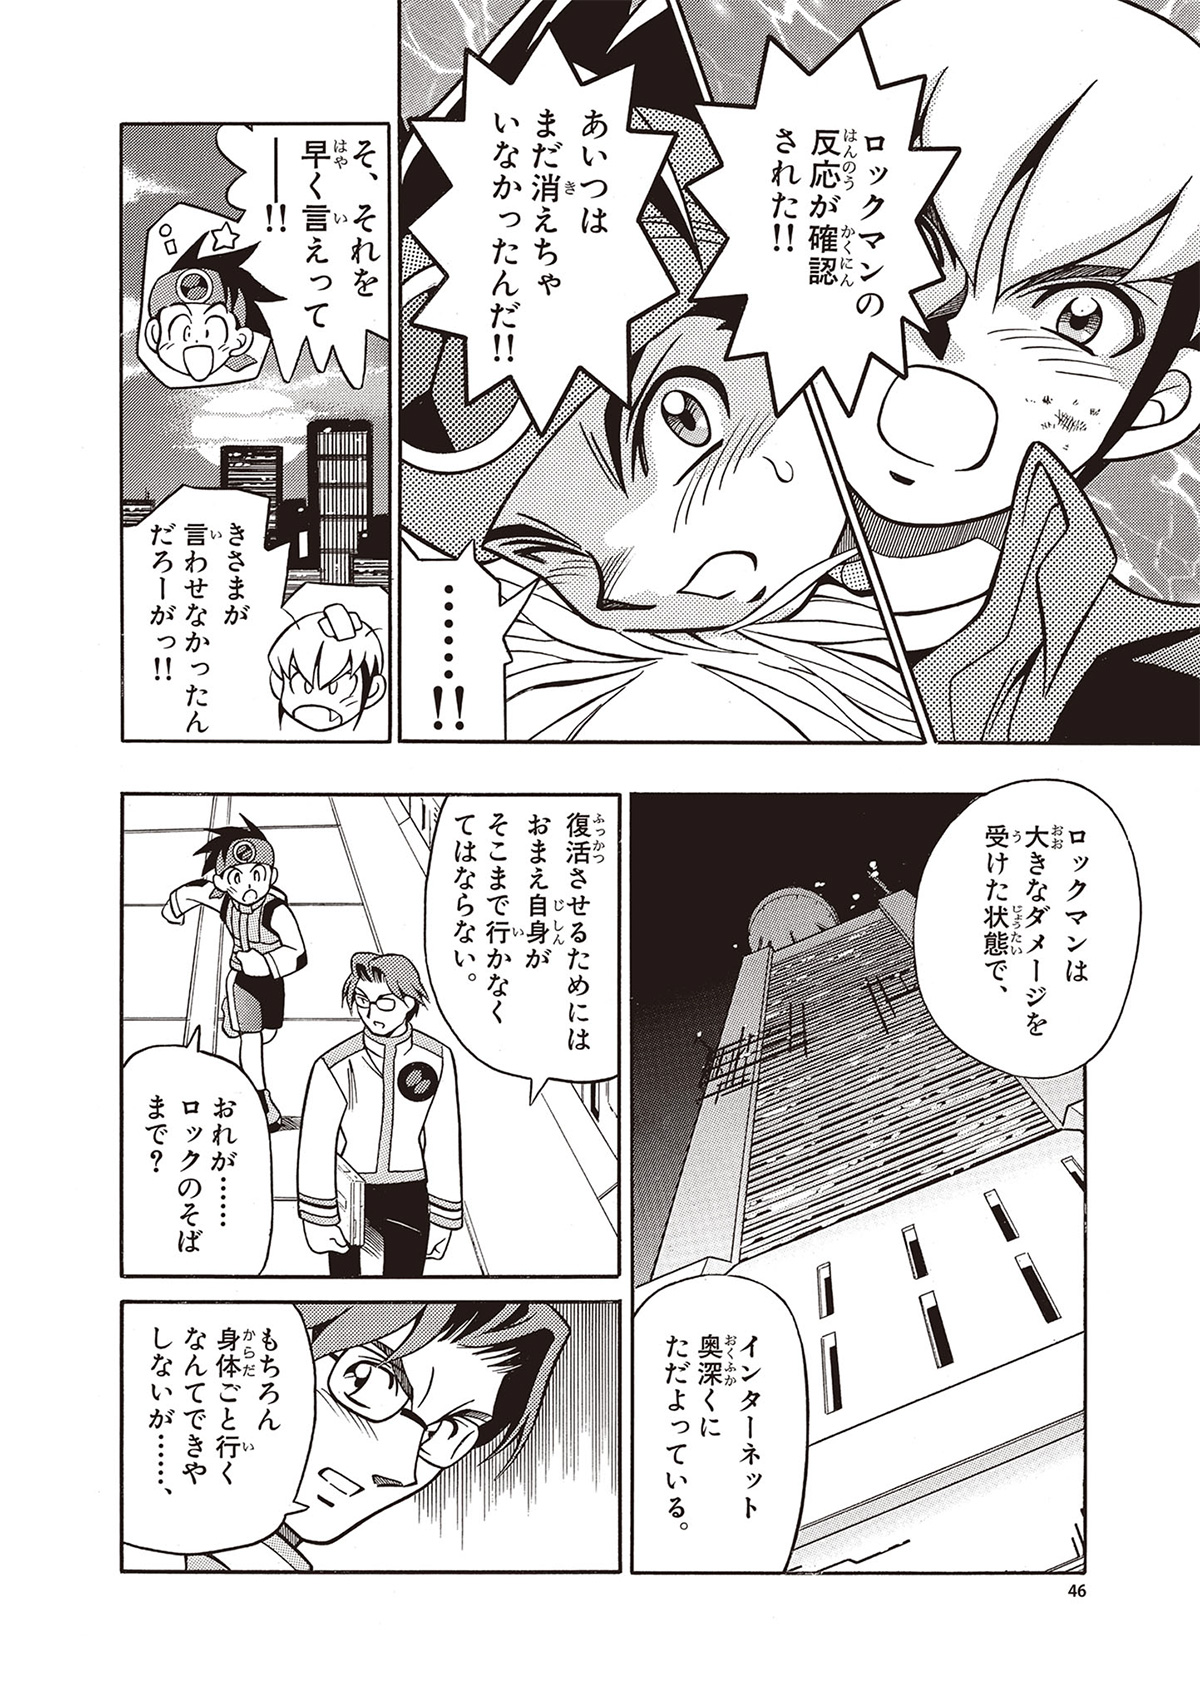 ロックマンの
反応が確認
された!!
あいつは
まだ消えちゃ
いなかったんだ!!
………!!
そ、それを
早く言えって
――!!
きさまが
言わせなかったん
だろーがっ!!
ロックマンは
大きなダメージを
受けた状態で、
インターネット
奥深くに
ただよっている。
復活させるためには
おまえ自身が
そこまで行かなく
てはならない。
おれが……
ロックのそば
まで?
もちろん
身体ごと行く
なんてできや
しないが……、
46